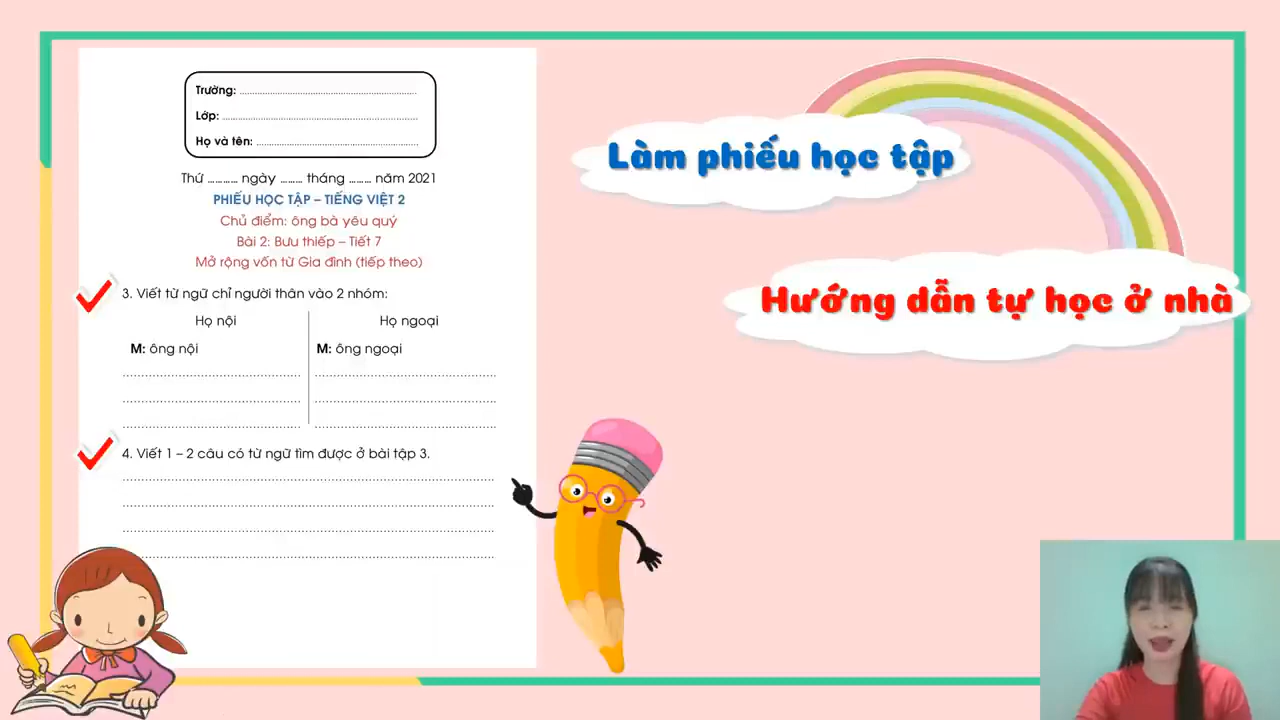 Trường: ........................................................
Lớp: ..............................................................
Họ và tên: ....................................................
Thứ ............ ngày ........ tháng ........ năm 2021
PHIẾU HỌC TẬP – TIẾNG VIỆT 2
Chủ điểm: ông bà yêu quý
Bài 2: Bưu thiếp – Tiết 7
Mở rộng vốn từ Gia đình (tiếp theo)
3. Viết từ ngữ chỉ người thân vào 2 nhóm:
Họ nội Họ ngoại
M: ông nội M: ông ngoại
4. Viết 1 – 2 câu có từ ngữ tìm được ở bài tập 3.
Làm phiếu học tập
Hướng dẫn tự học ở nhà